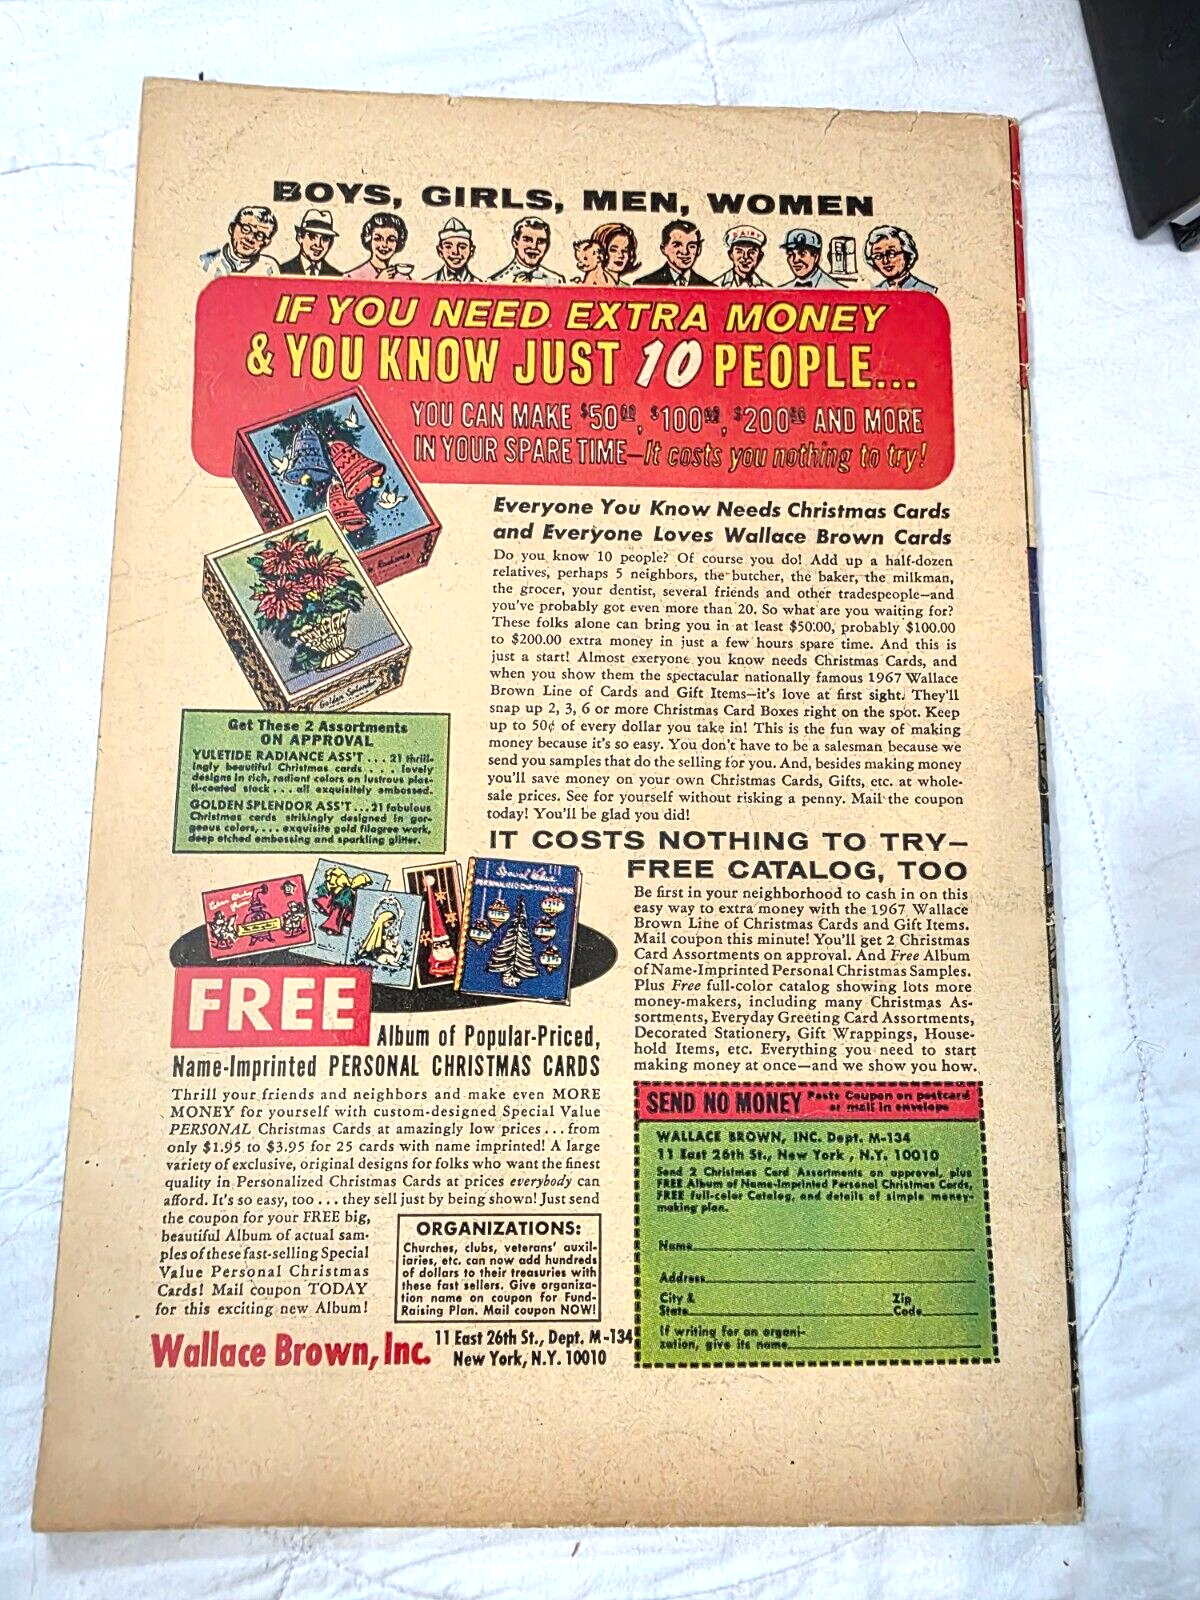 BOYS, GIRLS, MEN, WOMEN
DAIRY
IF YOU NEED EXTRA MONEY
& YOU KNOW JUST 10 PEOPLE...
YOU CAN MAKE $50.00, $100.00, $200.00 AND MORE
IN YOUR SPARE TIME—It costs you nothing to try!
Radiance
Golden Splendor
Get These 2 Assortments
ON APPROVAL
YULETIDE RADIANCE ASS'T . . . 21 thrill-
ingly beautiful Christmas cards . . . lovely
designs in rich, radiant colors on lustrous plas-
ti-coated stock . . . all exquisitely embossed.
GOLDEN SPLENDOR ASS'T . . . 21 fabulous
Christmas cards strikingly designed in gor-
geous colors, . . . exquisite gold filagree work,
deep etched embossing and sparkling glitter.
Everyone You Know Needs Christmas Cards
and Everyone Loves Wallace Brown Cards
Do you know 10 people? Of course you do! Add up a half-dozen
relatives, perhaps 5 neighbors, the butcher, the baker, the milkman,
the grocer, your dentist, several friends and other tradespeople—and
you've probably got even more than 20. So what are you waiting for?
These folks alone can bring you in at least $50:00, probably $100.00
to $200.00 extra money in just a few hours spare time. And this is
just a start! Almost exeryone you know needs Christmas Cards, and
when you show them the spectacular nationally famous 1967 Wallace
Brown Line of Cards and Gift Items—it's love at first sight. They'll
snap up 2, 3, 6 or more Christmas Card Boxes right on the spot. Keep
up to 50¢ of every dollar you take in! This is the fun way of making
money because it's so easy. You don't have to be a salesman because we
send you samples that do the selling for you. And, besides making money
you'll save money on your own Christmas Cards, Gifts, etc. at whole-
sale prices. See for yourself without risking a penny. Mail the coupon
today! You'll be glad you did!
IT COSTS NOTHING TO TRY—
FREE CATALOG, TOO
Be first in your neighborhood to cash in on this
easy way to extra money with the 1967 Wallace
Brown Line of Christmas Cards and Gift Items.
Mail coupon this minute! You'll get 2 Christmas
Card Assortments on approval. And Free Album
of Name-Imprinted Personal Christmas Samples.
Plus Free full-color catalog showing lots more
money-makers, including many Christmas As-
sortments, Everyday Greeting Card Assortments,
Decorated Stationery, Gift Wrappings, House-
hold Items, etc. Everything you need to start
making money at once—and we show you how.
Special Value
PERSONALIZED CHRISTMAS CARDS
FREE
Album of Popular-Priced,
Name-Imprinted PERSONAL CHRISTMAS CARDS
Thrill your friends and neighbors and make even MORE
MONEY for yourself with custom-designed Special Value
PERSONAL Christmas Cards at amazingly low prices . . . from
only $1.95 to $3.95 for 25 cards with name imprinted! A large
variety of exclusive, original designs for folks who want the finest
quality in Personalized Christmas Cards at prices everybody can
afford. It's so easy, too . . . they sell just by being shown! Just send
the coupon for your FREE big,
beautiful Album of actual sam-
ples of these fast-selling Special
Value Personal Christmas
Cards! Mail coupon TODAY
for this exciting new Album!
ORGANIZATIONS:
Churches, clubs, veterans' auxil-
iaries, etc. can now add hundreds
of dollars to their treasuries with
these fast sellers. Give organiza-
tion name on coupon for Fund-
Raising Plan. Mail coupon NOW!
Wallace Brown, Inc.
11 East 26th St., Dept. M-134
New York, N.Y. 10010
SEND NO MONEY Paste Coupon on postcard
or mail in envelope
WALLACE BROWN, INC. Dept. M-134
11 East 26th St., New York , N.Y. 10010
Send 2 Christmas Card Assortments on approval, plus
FREE Album of Name-Imprinted Personal Christmas Cards,
FREE full-color Catalog, and details of simple money-
making plan.
Name
Address
City &
State
Zip
Code
If writing for an organi-
zation, give its name